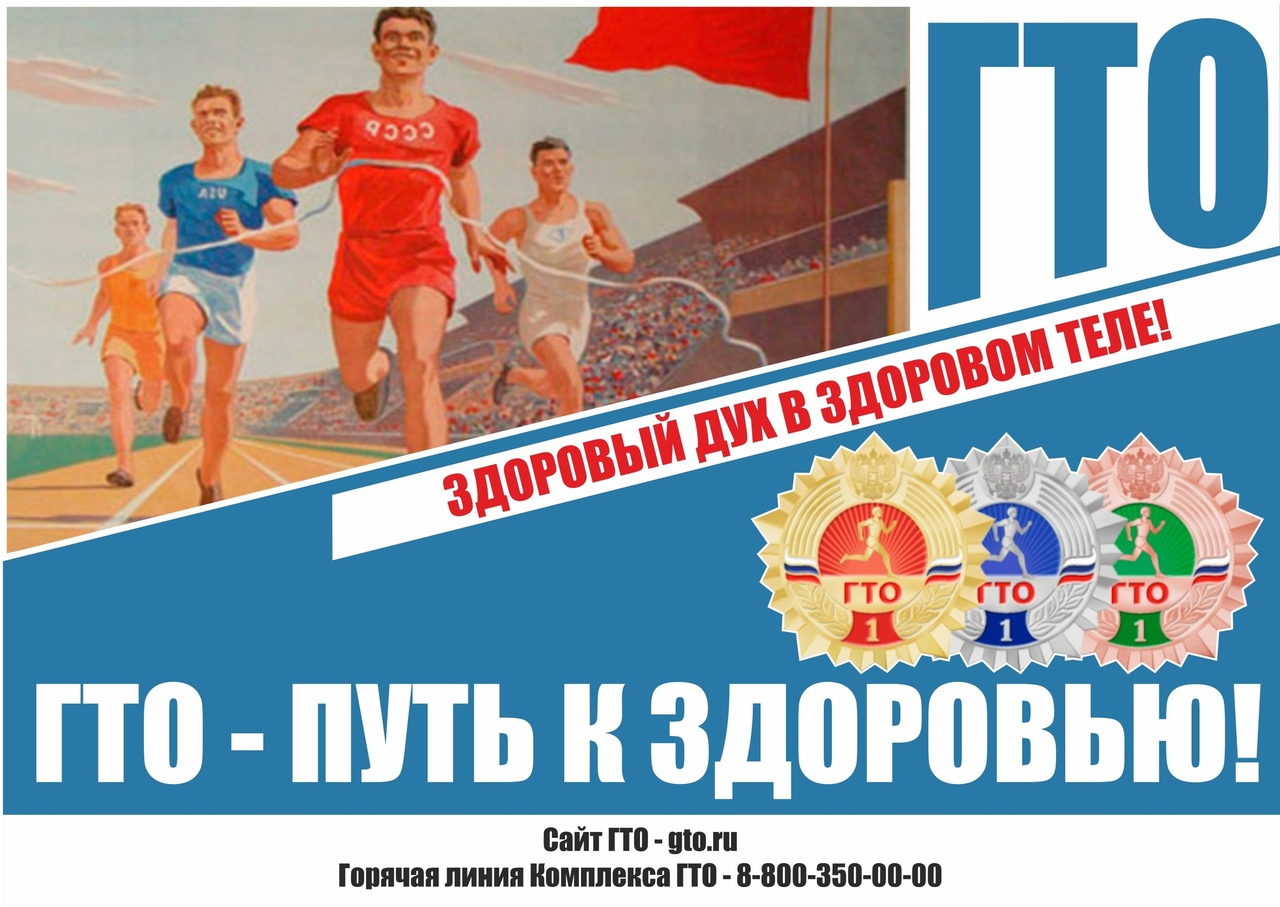 ГТО
СССР
USA
ЗДОРОВЫЙ ДУХ В ЗДОРОВОМ ТЕЛЕ!
ГТО
1
ГТО
1
ГТО
1
ГТО - ПУТЬ К ЗДОРОВЬЮ!
Сайт ГТО - gto.ru
Горячая линия Комплекса ГТО - 8-800-350-00-00